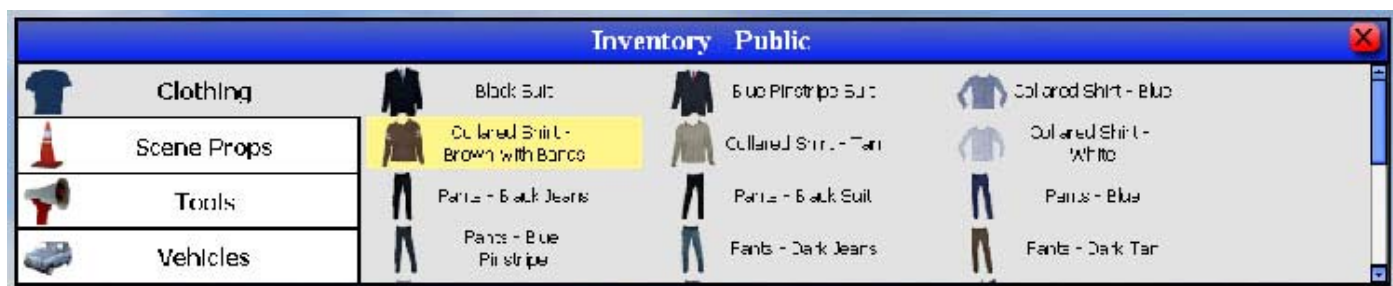 Inventory Public
Clothing
Black Suit
Blue Pinstripe Suit
Collared Shirt - Blue
Scene Props
Collared Shirt -
Brown with Bands
Collared Shirt - Tan
Collared Shirt -
White
Tools
Pants - Black Jeans
Pants - Black Suit
Pants - Blue
Vehicles
Pants - Blue
Pinstripe
Pants - Dark Jeans
Pants - Dark Tan